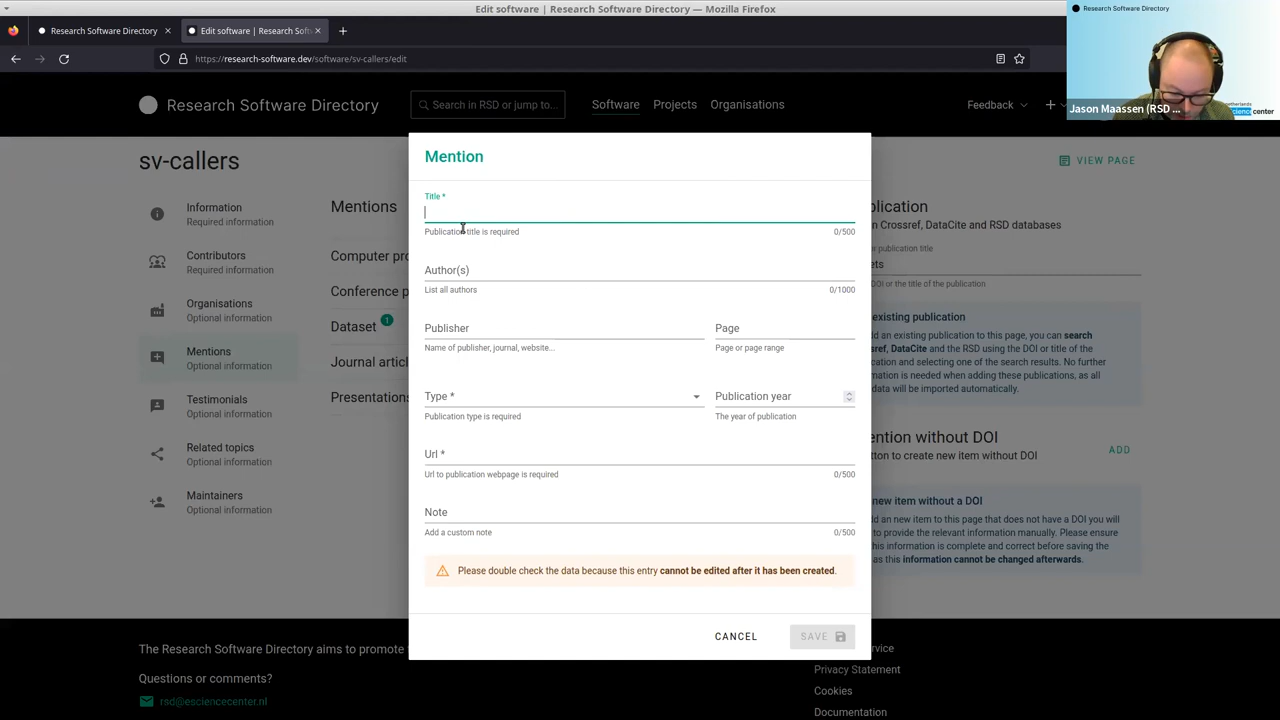 Edit software | Research Software Directory — Mozilla Firefox
Research Software Directory
Edit software | Research Soft
https://research-software.dev/software/sv-callers/edit
Research Software Directory
Jason Maassen (RSD ...
netherlands
science center
Research Software Directory
Search in RSD or jump to...
Software
Projects
Organisations
Feedback
sv-callers
VIEW PAGE
Information
Required information
Contributors
Required information
Organisations
Optional information
Mentions
Optional information
Testimonials
Optional information
Related topics
Optional information
Maintainers
Optional information
Mentions
Computer pr
Conference p
Dataset 1
Journal articl
Presentations
Mention
Title *
Publication title is required
0/500
Author(s)
List all authors
0/1000
Publisher
Name of publisher, journal, website...
Page
Page or page range
Type *
Publication type is required
Publication year
The year of publication
Url *
Url to publication webpage is required
0/500
Note
Add a custom note
0/500
Please double check the data because this entry cannot be edited after it has been created.
CANCEL
SAVE
blication
n Crossref, DataCite and RSD databases
publication title
ets
DOI or the title of the publication
existing publication
dd an existing publication to this page, you can search
ssref, DataCite and the RSD using the DOI or title of the
ication and selecting one of the search results. No further
mation is needed when adding these publications, as all
data will be imported automatically.
ention without DOI
ADD
tton to create new item without DOI
new item without a DOI
dd an new item to this page that does not have a DOI you will
to provide the relevant information manually. Please ensure
this information is complete and correct before saving the
as this information cannot be changed afterwards.
The Research Software Directory aims to promote
Questions or comments?
rsd@esciencecenter.nl
rvice
Privacy Statement
Cookies
Documentation